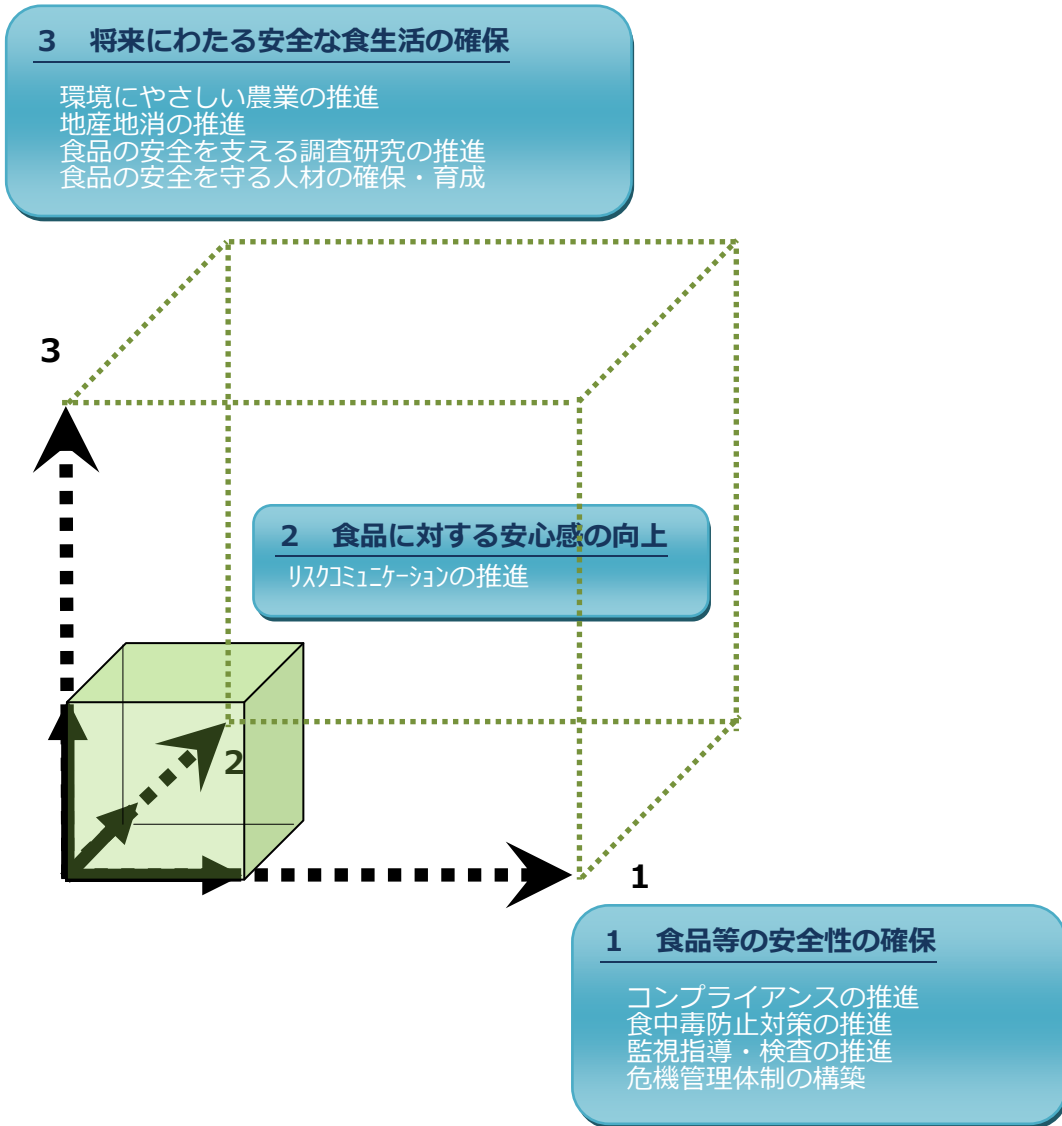 3 将来にわたる安全な食生活の確保
環境にやさしい農業の推進
地産地消の推進
食品の安全を支える調査研究の推進
食品の安全を守る人材の確保・育成
3
2 食品に対する安心感の向上
リスクコミュニケーションの推進
2
1
1 食品等の安全性の確保
コンプライアンスの推進
食中毒防止対策の推進
監視指導・検査の推進
危機管理体制の構築